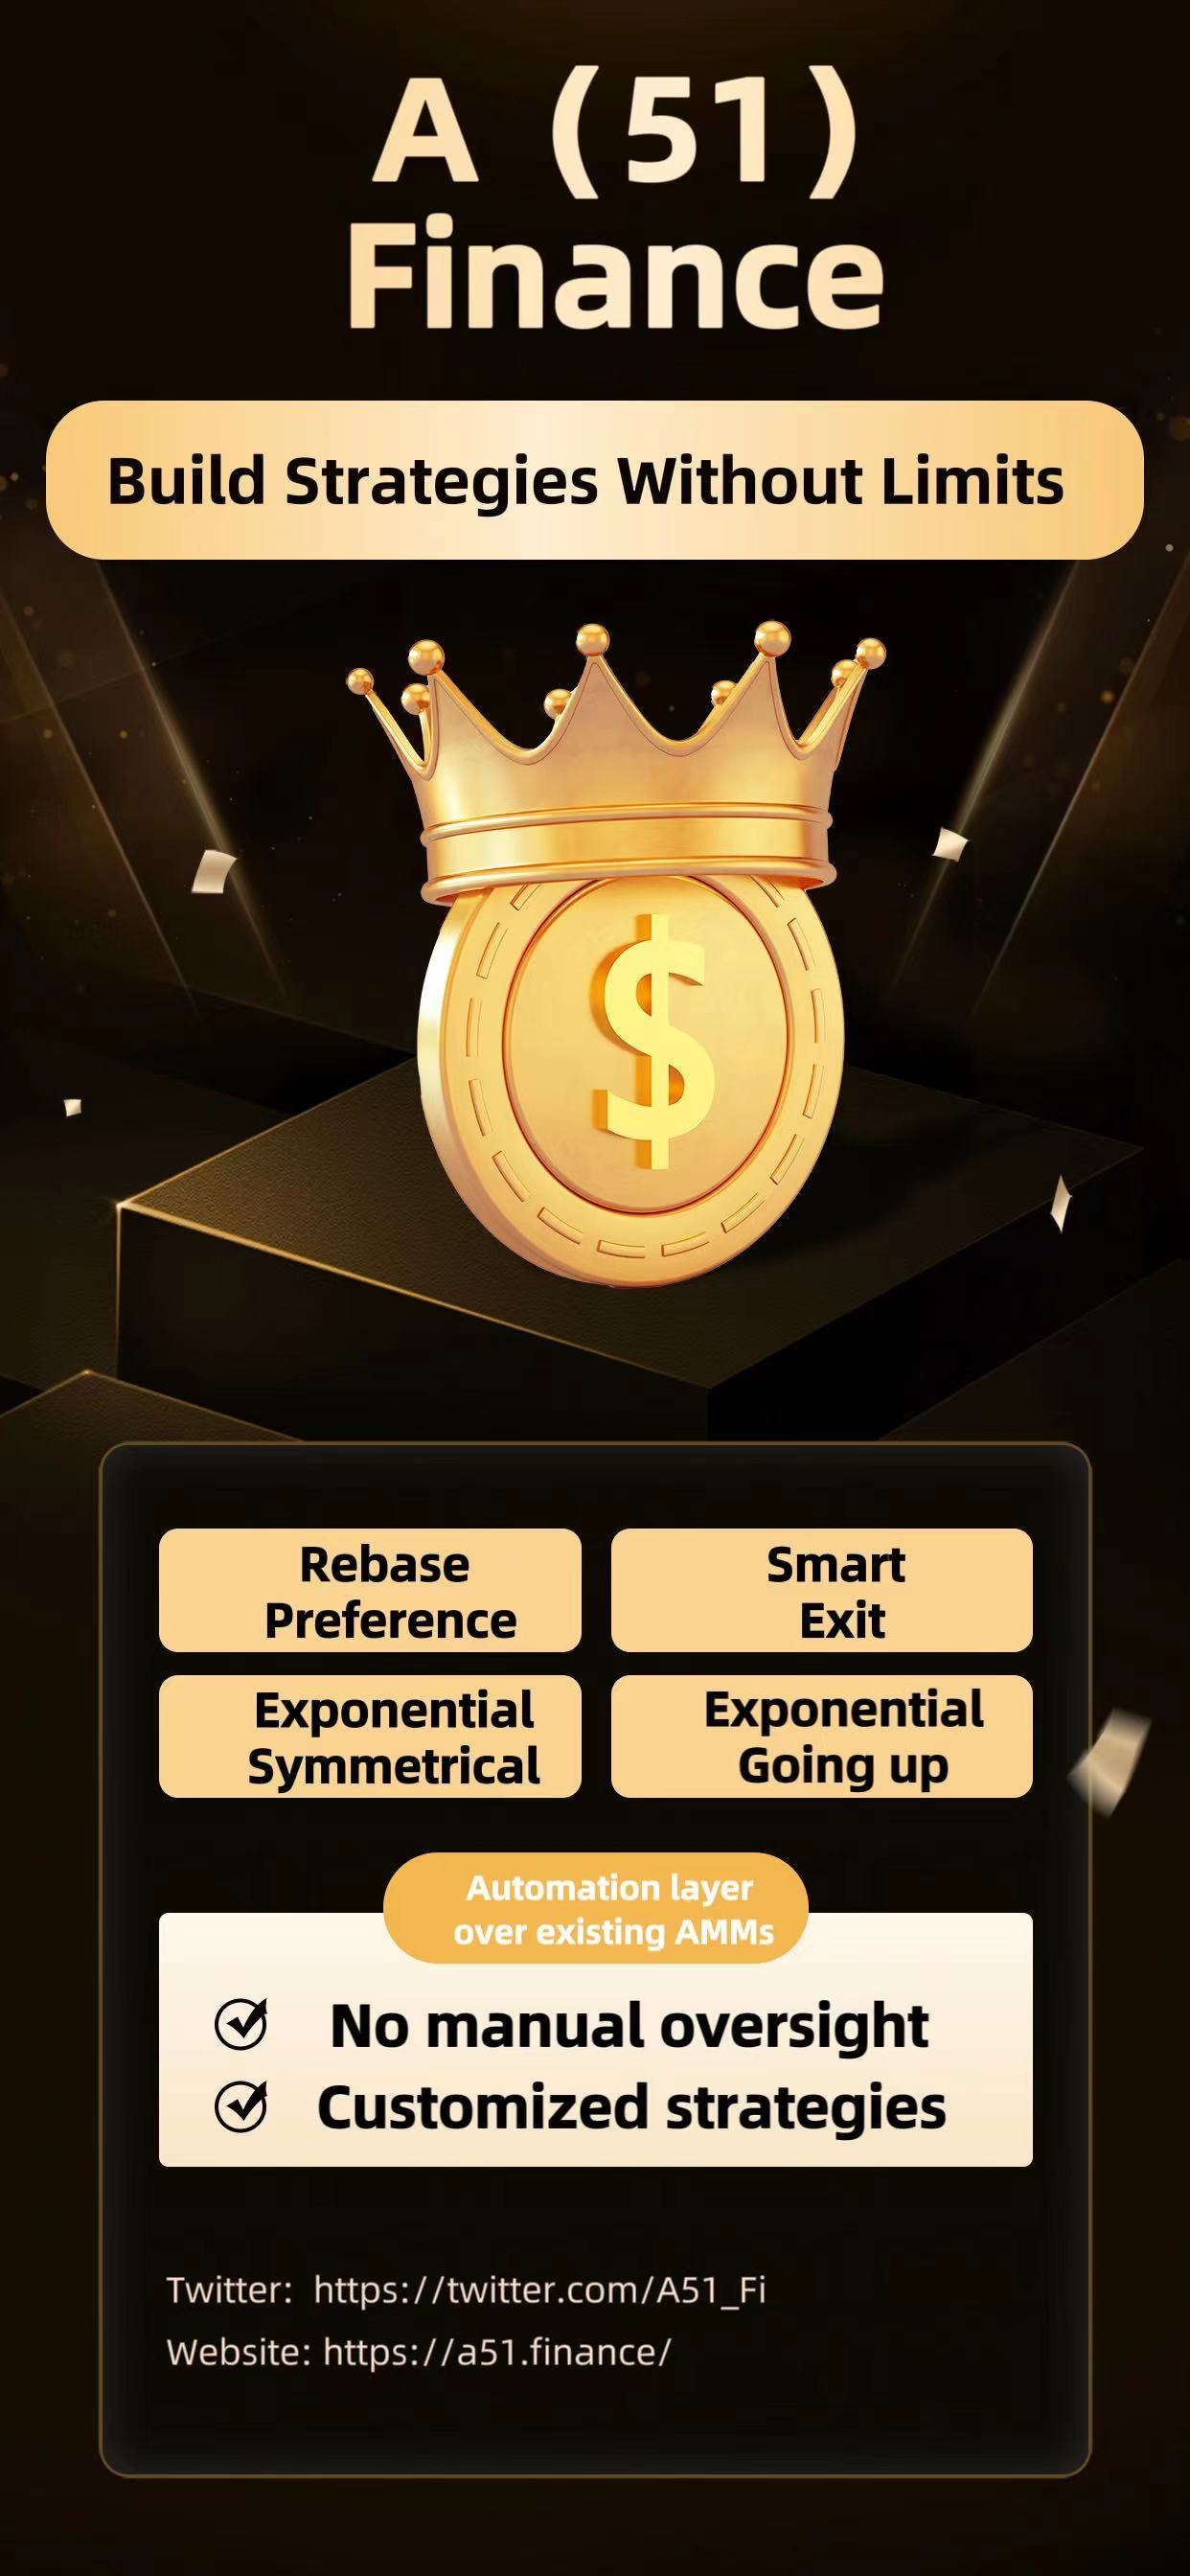 A (51)
Finance
Build Strategies Without Limits
$
Rebase
Preference
Smart
Exit
Exponential
Symmetrical
Exponential
Going up
Automation layer
over existing AMMs
No manual oversight
Customized strategies
Twitter: https://twitter.com/A51_Fi
Website: https://a51.finance/